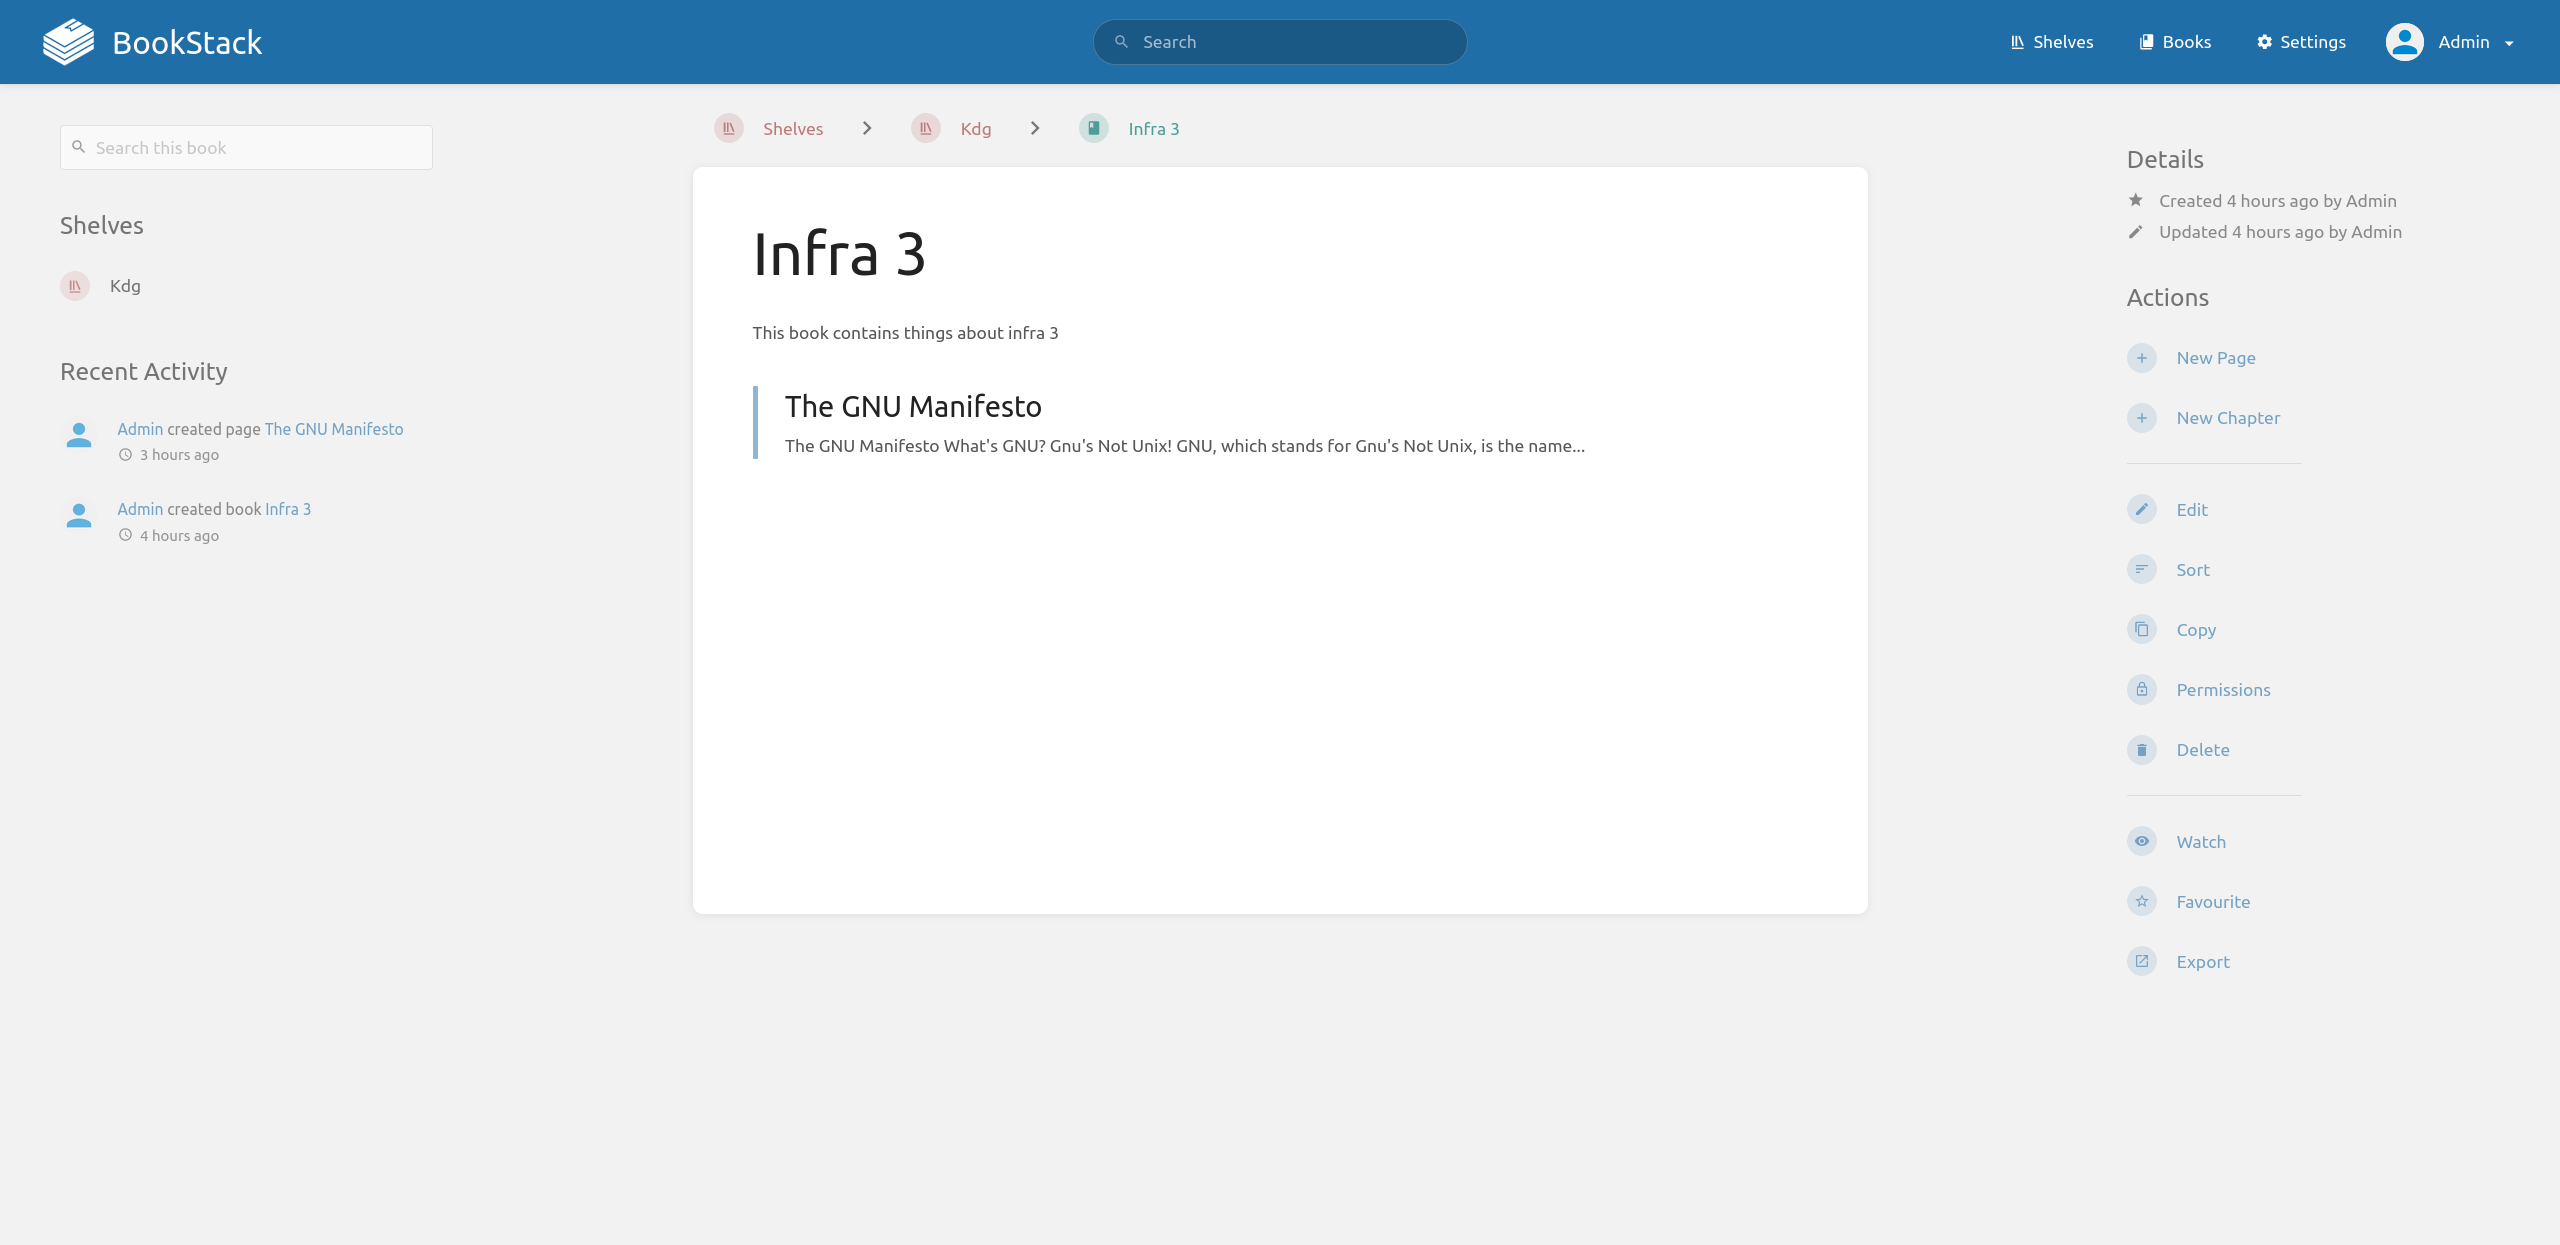 BookStack
Search
Shelves
Books
Settings
Admin
Search this book
Shelves
Kdg
Recent Activity
Admin created page The GNU Manifesto
3 hours ago
Admin created book Infra 3
4 hours ago
Shelves
Kdg
Infra 3
Infra 3
This book contains things about infra 3
The GNU Manifesto
The GNU Manifesto What's GNU? Gnu's Not Unix! GNU, which stands for Gnu's Not Unix, is the name...
Details
Created 4 hours ago by Admin
Updated 4 hours ago by Admin
Actions
New Page
New Chapter
Edit
Sort
Copy
Permissions
Delete
Watch
Favourite
Export